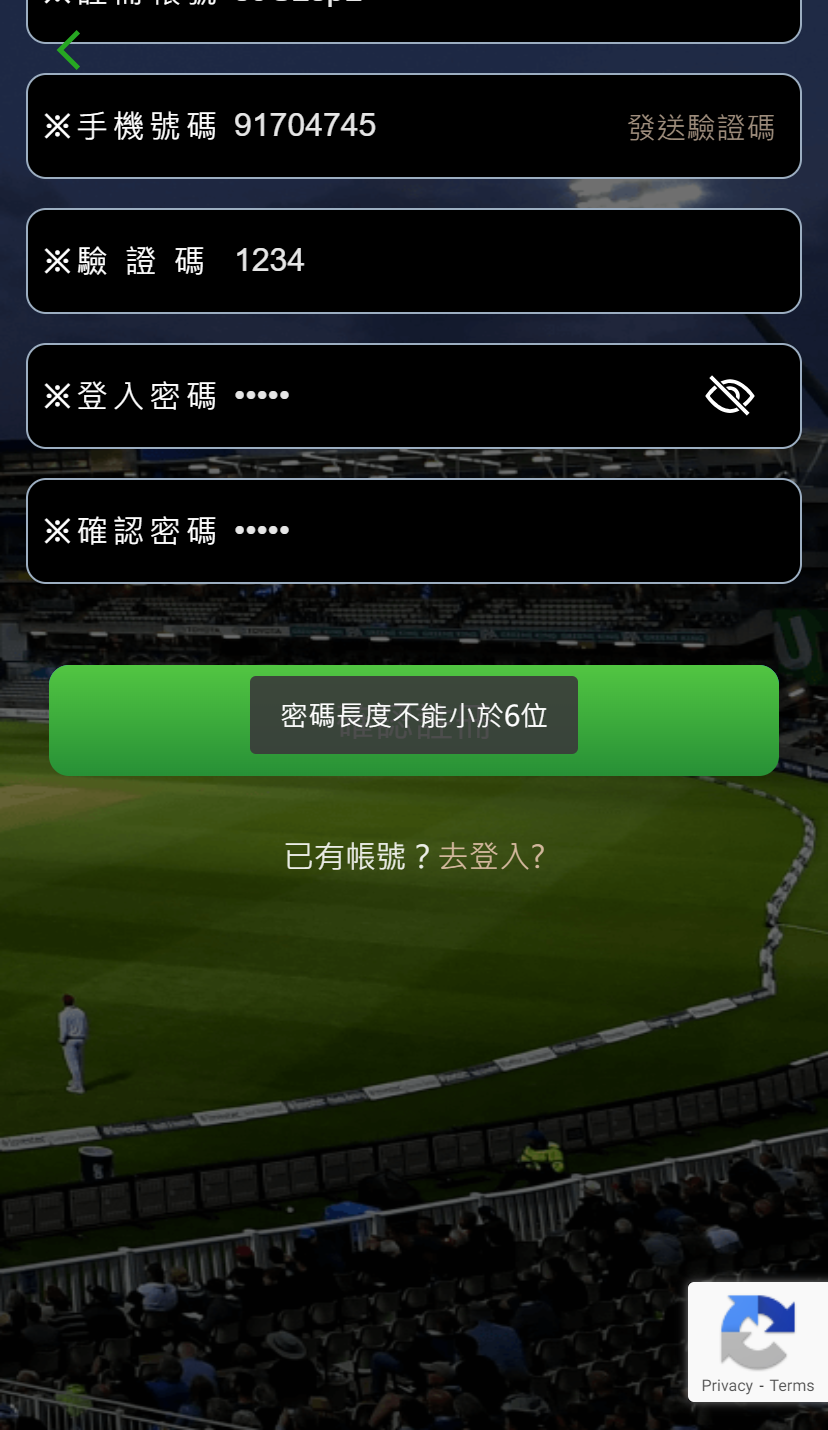 ※手機號碼 91704745 發送驗證碼
※驗 證 碼 1234
※登入密碼 •••••
※確認密碼 •••••
密碼長度不能小於6位
已有帳號？去登入?
Privacy - Terms